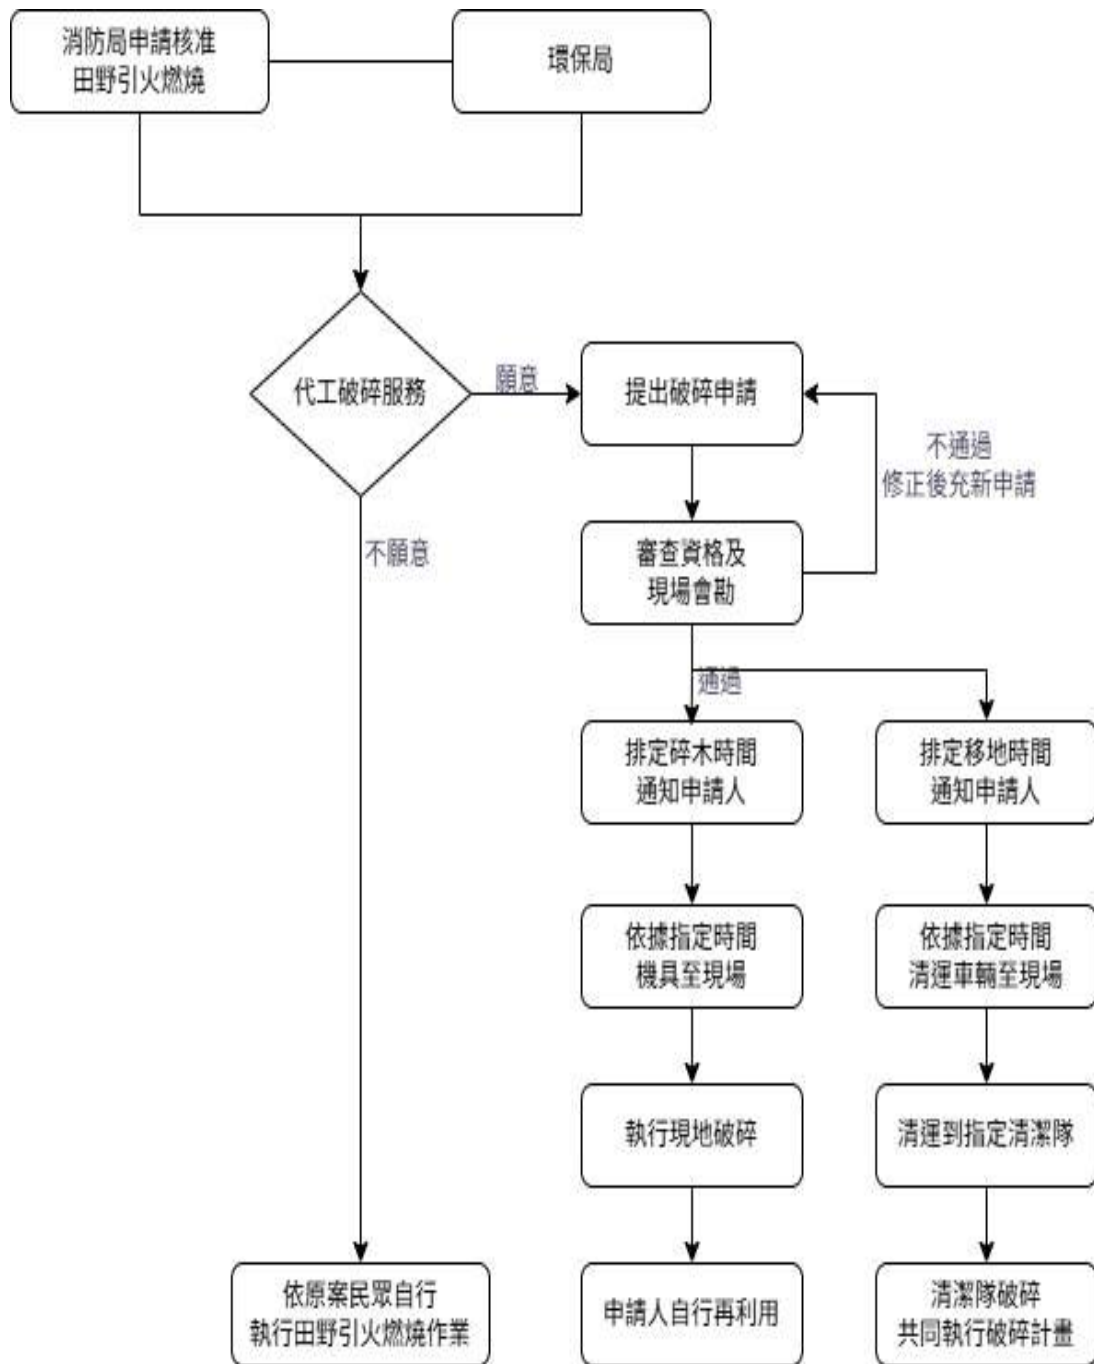 消防局申請核准
田野引火燃燒
環保局
代工破碎服務
願意
提出破碎申請
不通過
修正後充新申請
不願意
審查資格及
現場會勘
通過
排定碎木時間
通知申請人
排定移地時間
通知申請人
依據指定時間
機具至現場
依據指定時間
清運車輛至現場
執行現地破碎
清運到指定清潔隊
依原案民眾自行
執行田野引火燃燒作業
申請人自行再利用
清潔隊破碎
共同執行破碎計畫